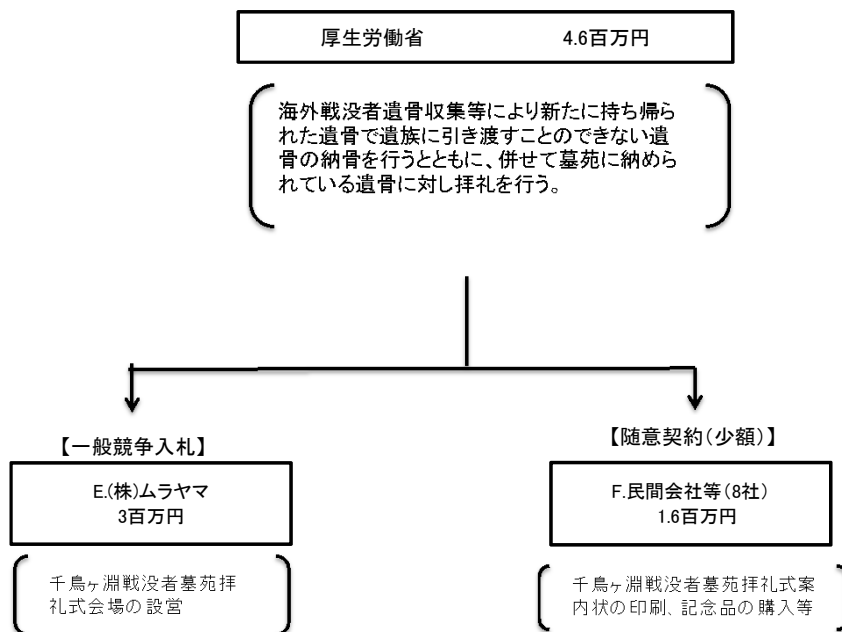 厚生労働省 4.6百万円
海外戦没者遺骨収集等により新たに持ち帰ら
れた遺骨で遺族に引き渡すことのできない遺
骨の納骨を行うとともに、併せて墓苑に納めら
れている遺骨に対し拝礼を行う。
【一般競争入札】
E.(株)ムラヤマ
3百万円
千鳥ヶ淵戦没者墓苑拝
礼式会場の設営
【随意契約(少額)】
F.民間会社等(8社)
1.6百万円
千鳥ヶ淵戦没者墓苑拝礼式案
内状の印刷、記念品の購入等